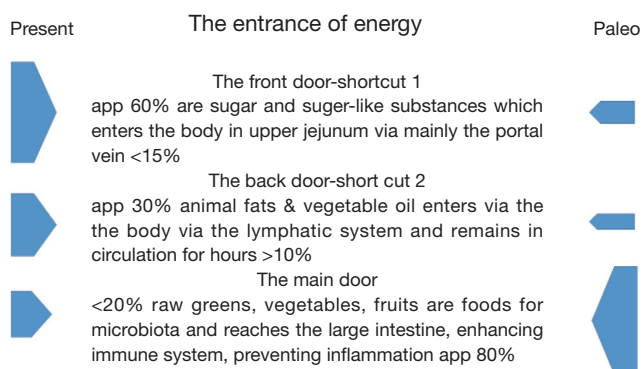 Present
The entrance of energy
Paleo
The front door-shortcut 1
app 60% are sugar and suger-like substances which
enters the body in upper jejunum via mainly the portal
vein <15%
The back door-short cut 2
app 30% animal fats & vegetable oil enters via the
the body via the lymphatic system and remains in
circulation for hours >10%
The main door
<20% raw greens, vegetables, fruits are foods for
microbiota and reaches the large intestine, enhancing
immune system, preventing inflammation app 80%